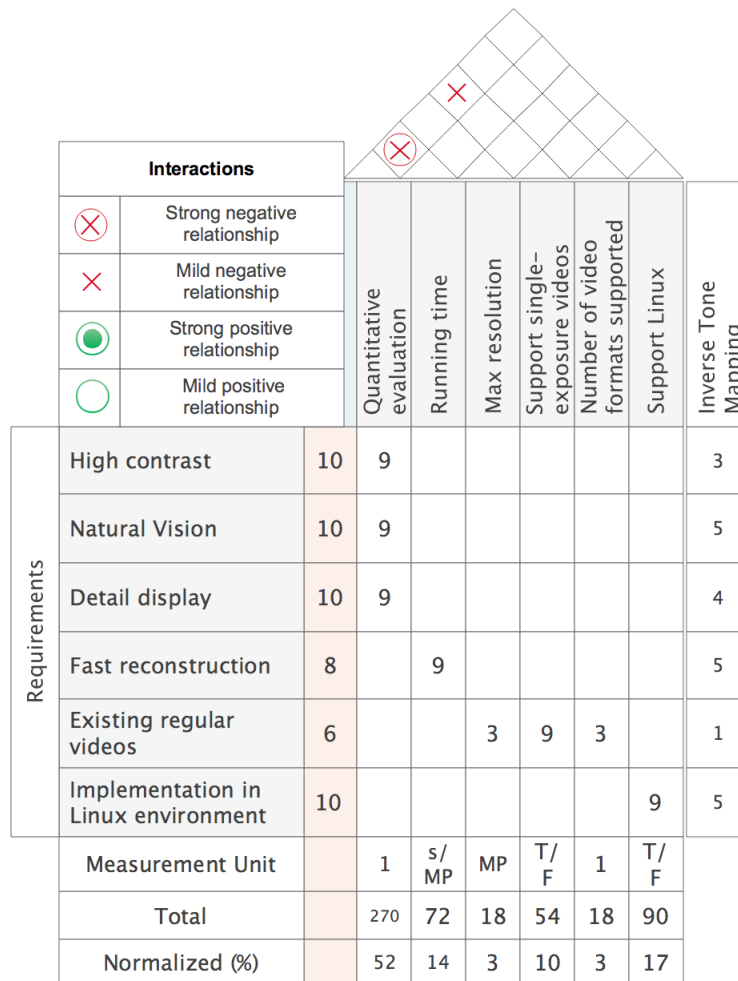 Interactions
Strong negative
relationship
Mild negative
relationship
Strong positive
relationship
Mild positive
relationship
Quantitative
evaluation
Running time
Max resolution
Support single-
exposure videos
Number of video
formats supported
Support Linux
Inverse Tone
Mapping
Requirements
High contrast 10 9 3
Natural Vision 10 9 5
Detail display 10 9 4
Fast reconstruction 8 9 5
Existing regular
videos 6 3 9 3 1
Implementation in
Linux environment 10 9 5
Measurement Unit 1 s/
MP MP T/
F 1 T/
F
Total 270 72 18 54 18 90
Normalized (%) 52 14 3 10 3 17